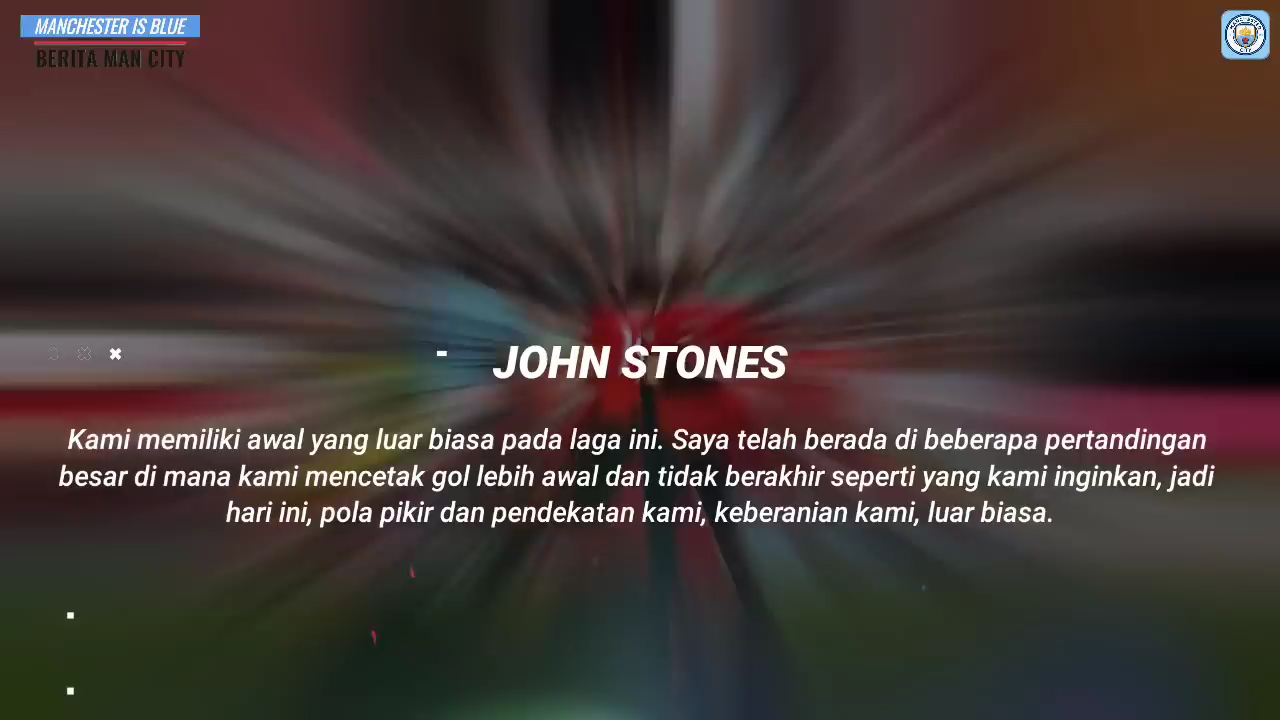 MANCHESTER IS BLUE
BERITA MAN CITY
JOHN STONES
Kami memiliki awal yang luar biasa pada laga ini. Saya telah berada di beberapa pertandingan
besar di mana kami mencetak gol lebih awal dan tidak berakhir seperti yang kami inginkan, jadi
hari ini, pola pikir dan pendekatan kami, keberanian kami, luar biasa.